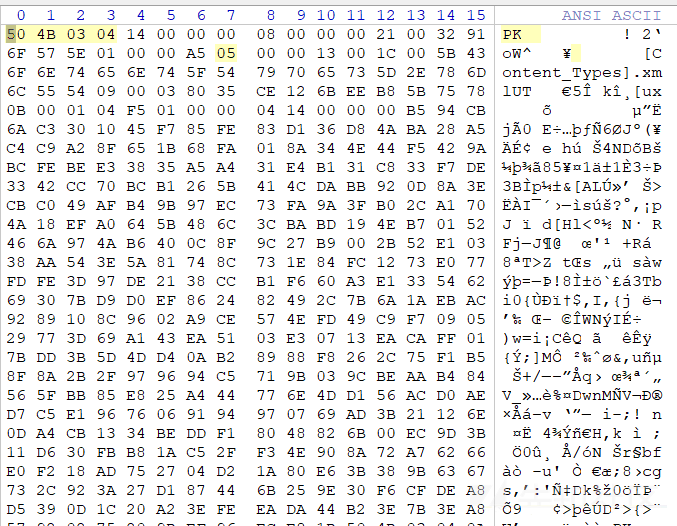 0 1 2 3 4 5 6 7 8 9 10 11 12 13 14 15 ANSI ASCII
50 4B 03 04 14 00 00 00 08 00 00 00 21 00 32 91 PK ! 2‘
6F 57 5E 01 00 00 A5 05 00 00 13 00 1C 00 5B 43 oW^ ¥ [C
6F 6E 74 65 6E 74 5F 54 79 70 65 73 5D 2E 78 6D ontent_Types].xm
6C 55 54 09 00 03 80 35 CE 12 6B EE B8 5B 75 78 lUT €5Î kî¸[ux
0B 00 01 04 F5 01 00 00 04 14 00 00 00 B5 94 CB õ µ”Ë
6A C3 30 10 45 F7 85 FE 83 D1 36 D8 4A BA 28 A5 jÃ0 E÷…þƒÑ6ØJº(¥
C4 C9 A2 8F 65 1B 68 FA 01 8A 34 4E 44 F5 42 9A ÄÉ¢ e hú Š4NDõBš
BC FE BE E3 38 35 A5 A4 31 E4 B1 31 C8 33 F7 DE ¼þ¾ã85¥¤1ä±1È3÷Þ
33 42 CC 70 BC B1 26 5B 41 4C DA BB 92 0D 8A 3E 3BÌp¼±&[ALÚ»’ Š>
CB C0 49 AF B4 9B 97 EC 73 FA 9A 3F B0 2C A1 70 ËÀI¯´›—ìsúš?°,¡p
4A 18 EF A0 64 5B 48 6C 3C BA BD 19 4E B7 01 52 J ï d[Hl<º½ N· R
46 6A 97 4A B6 40 0C 8F 9C 27 B9 00 2B 52 E1 03 Fj—J¶@ œ'¹ +Rá
38 AA 54 3E 5A 81 74 8C 73 1E 84 FC 12 73 E0 77 8ªT>Z tŒs „ü sàw
FD FE 3D 97 DE 21 38 CC B1 F6 60 A3 E1 33 54 62 ýþ=—Þ!8Ì±ö`£á3Tb
69 30 7B D9 D0 EF 86 24 82 49 2C 7B 6A 1A EB AC i0{ÙÐï†$‚I,{j ë¬
92 89 10 8C 96 02 A9 CE 57 4E FD 49 C9 F7 09 05 ’‰ Œ– ©ÎWNýIÉ÷
29 77 3D 69 A1 43 EA 51 03 E3 07 13 EA CA FF 01 )w=i¡CêQ ã êÊÿ
7B DD 3B 5D 4D D4 0A B2 89 88 F8 26 2C 75 F1 B5 {Ý;]MÔ ²‰ˆø&,uñµ
8F 8A 2B 2F 97 96 94 C5 71 9B 03 9C BE AA B4 84 Š+/—–”Åq› œ¾ª´„
56 5F BB 85 E8 25 A4 44 77 6E 4D D1 56 AC D0 AE V_»…è%¤DwnMÑV¬Ð®
D7 C5 E1 96 76 06 91 94 97 07 69 AD 3B 21 12 6E ×Åá–v ‘”— i-;! n
0D A4 CB 13 34 BE DD F1 80 48 82 6B 00 EC 9D 3B ¤Ë 4¾Ýñ€H‚k ì ;
11 D6 30 FB B8 1A C5 2F F3 4E 90 8A 72 A7 62 66 Ö0û¸ Å/óN Šr§bf
E0 F2 18 AD 75 27 04 D2 1A 80 E6 3B 38 9B 63 67 àò -u' Ò €æ;8›cg
73 2C 92 3A 27 D1 87 44 6B 25 9E 30 F6 CF DE A8 s,’:'Ñ‡Dk%ž0öÏÞ¨
D5 39 0D 1C 20 A2 3E FE EA DA 44 B2 3E 7B 3E A8 Õ9 ¢>þêÚD²>{>¨